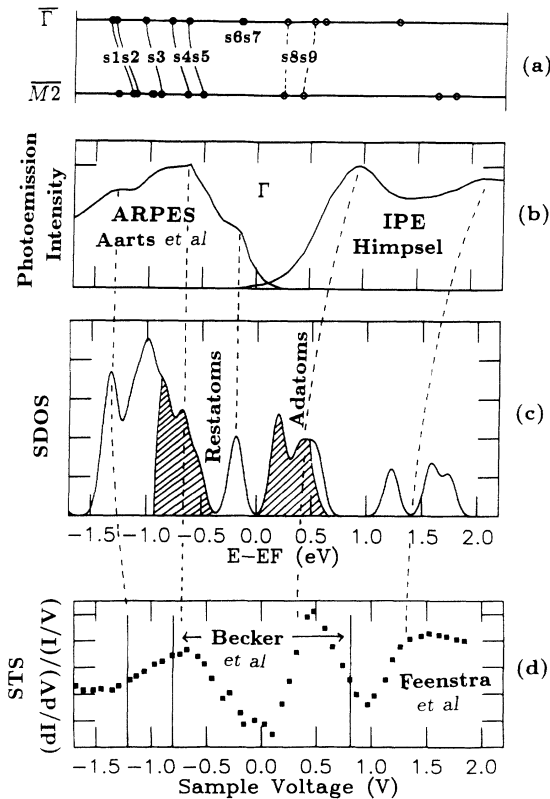 Γ
s6s7
s1s2 s3 s4s5 s8s9
(a)
M2
Photoemission
Intensity
Γ
ARPES IPE
Aarts et al Himpsel
(b)
SDOS
Restatoms
Adatoms
(c)
-1.5 -1.0 -0.5 0.0 0.5 1.0 1.5 2.0
E-EF (eV)
STS
(dI/dV)/(I/V)
Becker
et al
Feenstra
et al
(d)
-1.5 -1.0 -0.5 0.0 0.5 1.0 1.5 2.0
Sample Voltage (V)